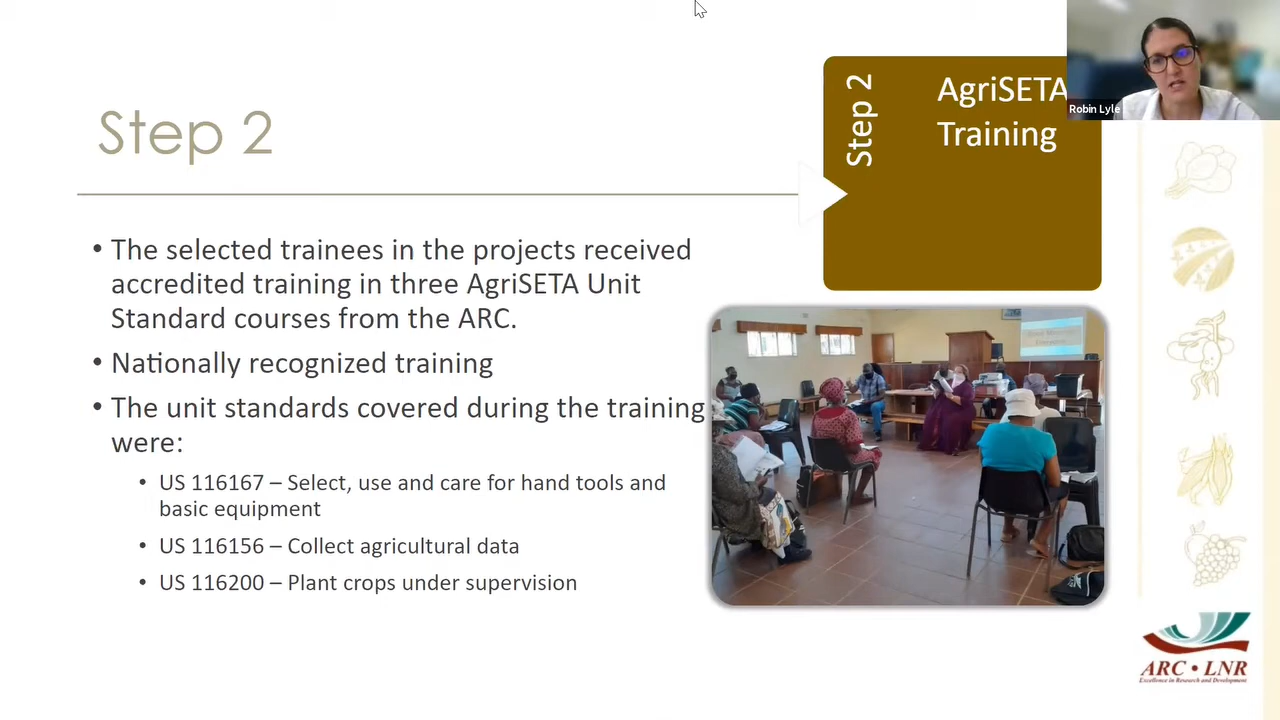 Step 2
Step 2
AgriSETA
Training
Robin Lyle
• The selected trainees in the projects received
accredited training in three AgriSETA Unit
Standard courses from the ARC.
• Nationally recognized training
• The unit standards covered during the training
were:
• US 116167 – Select, use and care for hand tools and
basic equipment
• US 116156 – Collect agricultural data
• US 116200 – Plant crops under supervision
ARC • LNR
Excellence in Research and Development